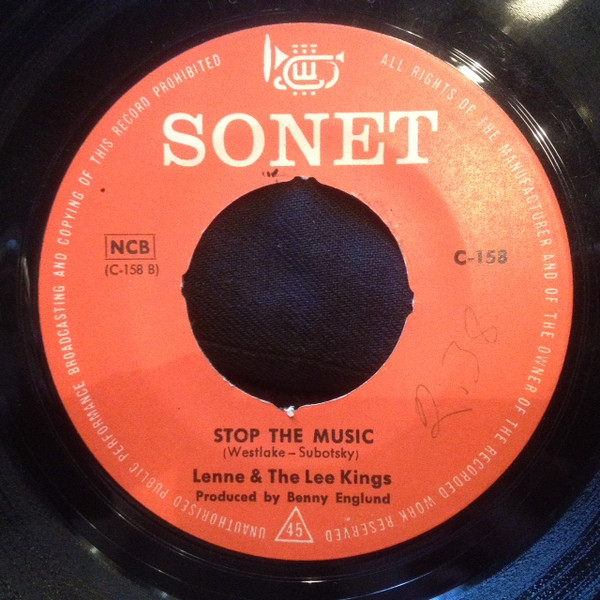 SONET
NCB
(C-158 B)
C-158
2.38
STOP THE MUSIC
(Westlake – Subotsky)
Lenne & The Lee Kings
Produced by Benny Englund
45
ALL RIGHTS OF THE MANUFACTURER AND OF THE OWNER OF THE RECORDED WORK RESERVED
UNAUTHORISED PUBLIC PERFORMANCE BROADCASTING AND COPYING OF THIS RECORD PROHIBITED